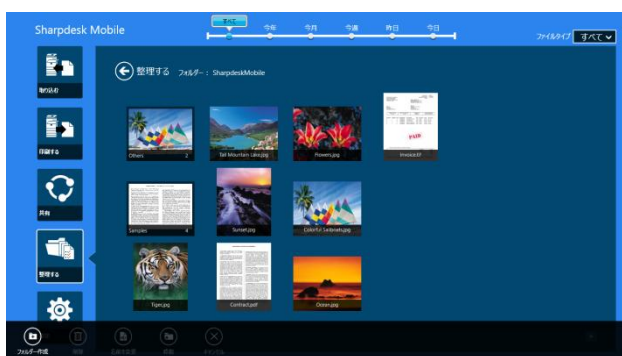 Sharpdesk Mobile
すべて
今年
今月
今週
昨日
今日
ファイルタイプ
すべて
取り込む
整理する フォルダー: SharpdeskMobile
Others 2
Tall Mountain Lake.jpg
Flowers.jpg
Invoice.tif
PAID
印刷する
共有
Samples 4
Sunset.jpg
Colorful Sailboats.jpg
整理する
Tiger.jpg
Contract.pdf
Ocean.jpg
フォルダー作成
削除
名前を変更
移動
キャンセル